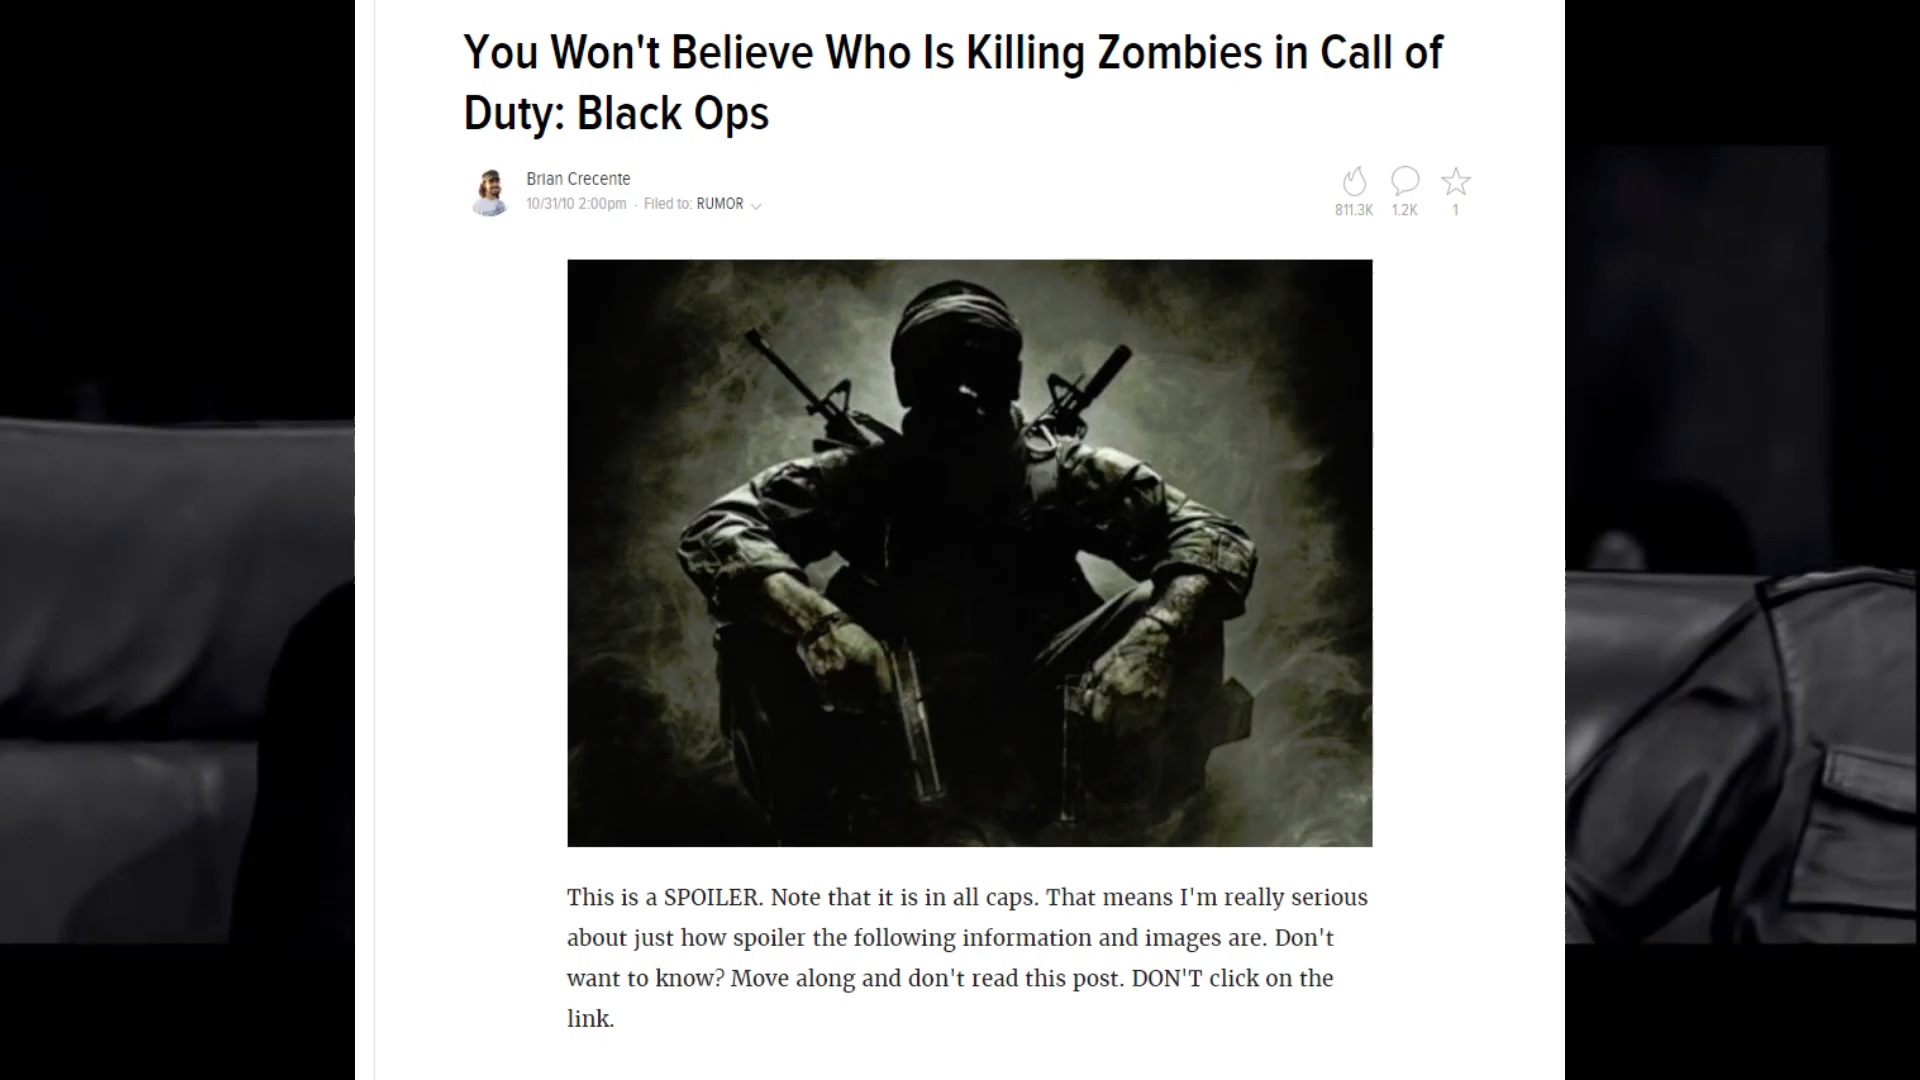 You Won't Believe Who Is Killing Zombies in Call of
Duty: Black Ops
Brian Crecente
10/31/10 2:00pm · Filed to: RUMOR
811.3K 1.2K 1
This is a SPOILER. Note that it is in all caps. That means I'm really serious
about just how spoiler the following information and images are. Don't
want to know? Move along and don't read this post. DON'T click on the
link.